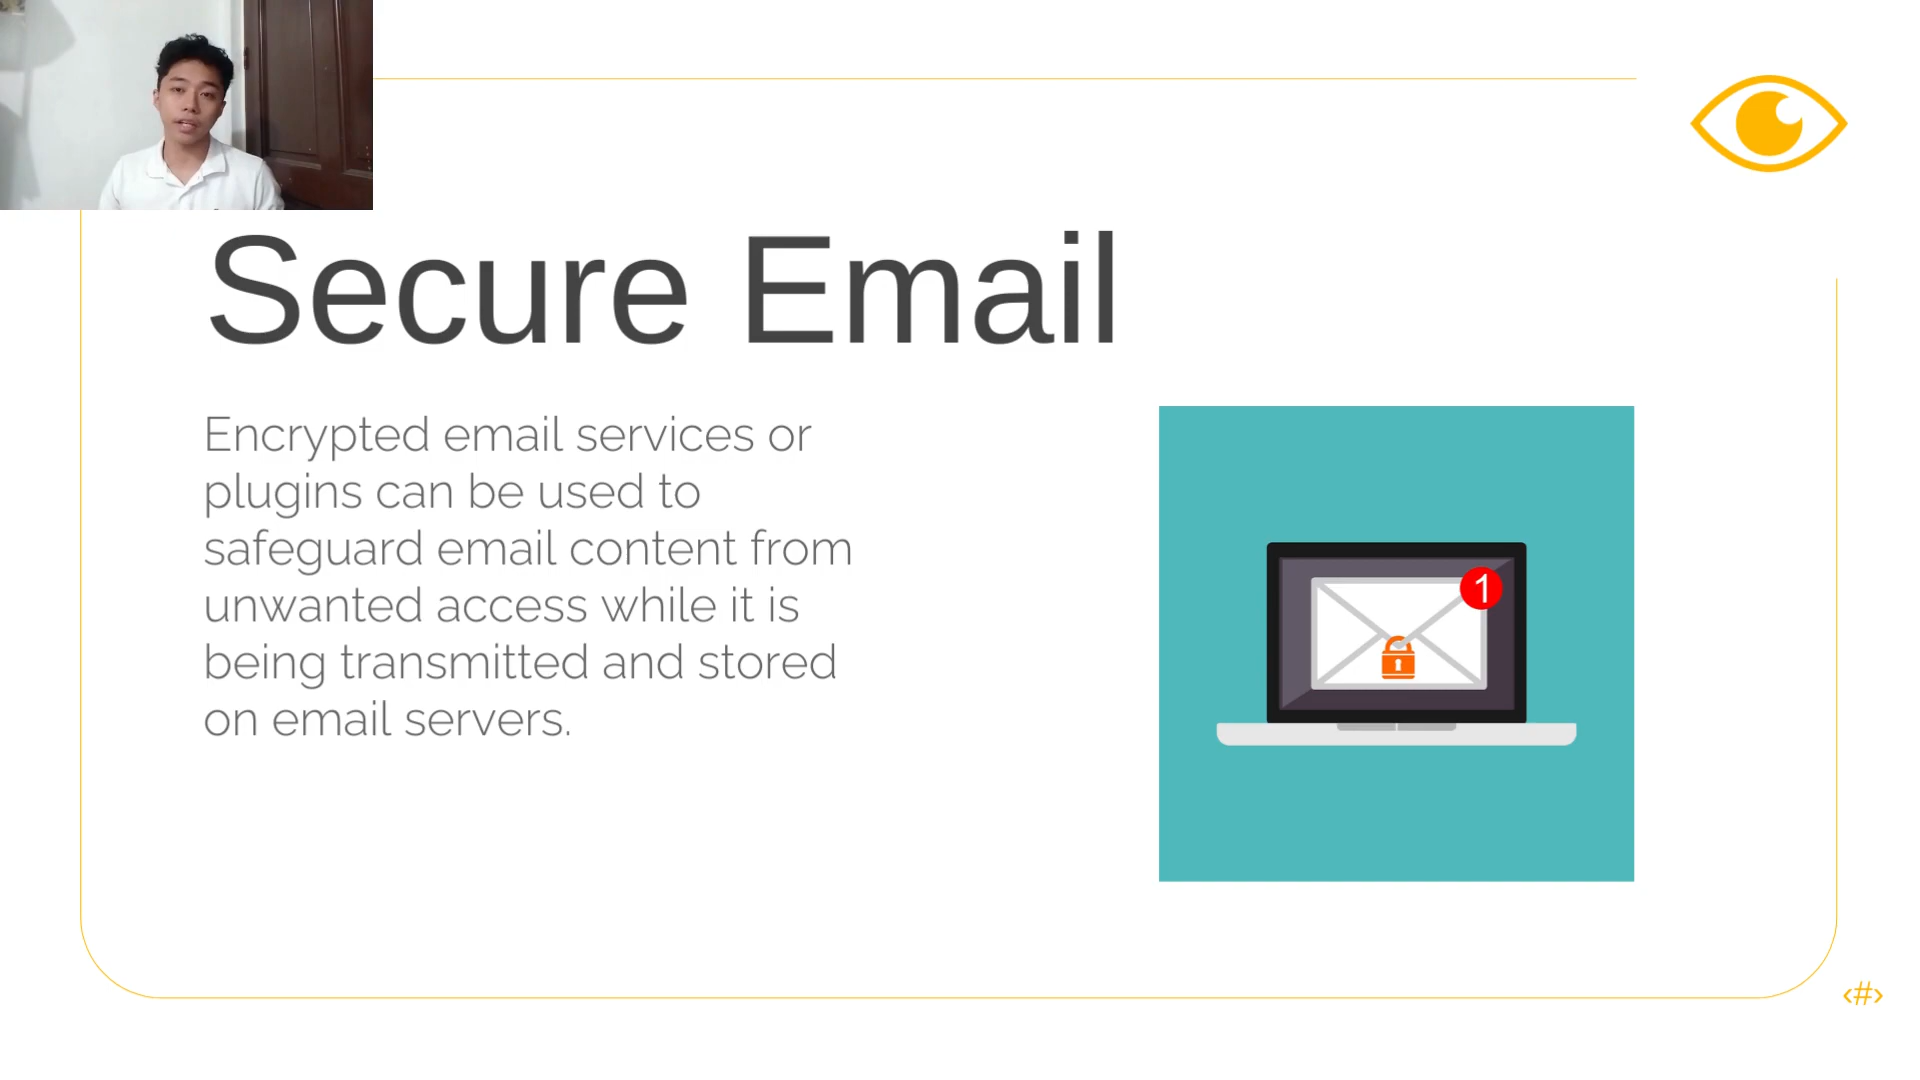 Secure Email
Encrypted email services or
plugins can be used to
safeguard email content from
unwanted access while it is
being transmitted and stored
on email servers.
1
‹#›